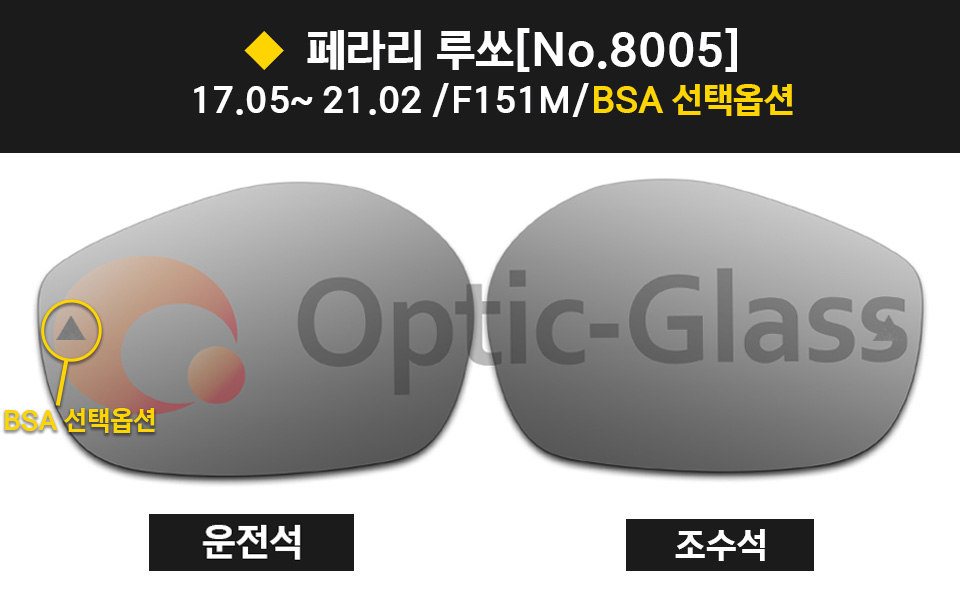 ◆ 페라리 루쏘[No.8005]
17.05~ 21.02 /F151M/BSA 선택옵션
Optic-Glass
BSA 선택옵션
운전석
조수석